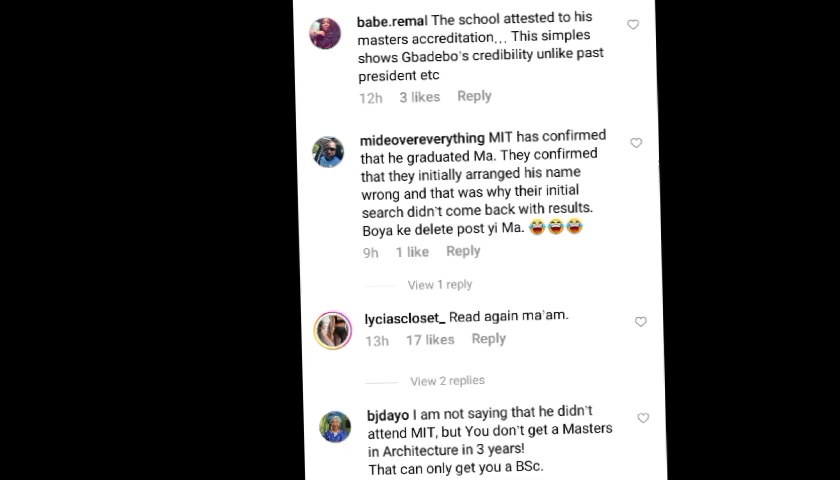 babe.remal The school attested to his
masters accreditation... This simples
shows Gbadebo's credibility unlike past
president etc
12h 3 likes Reply
mideovereverything MIT has confirmed
that he graduated Ma. They confirmed
that they initially arranged his name
wrong and that was why their initial
search didn't come back with results.
Boya ke delete post yi Ma. 😂😂😂
9h 1 like Reply
View 1 reply
lyciascloset_ Read again ma'am.
13h 17 likes Reply
View 2 replies
bjdayo I am not saying that he didn't
attend MIT, but You don't get a Masters
in Architecture in 3 years!
That can only get you a BSc.